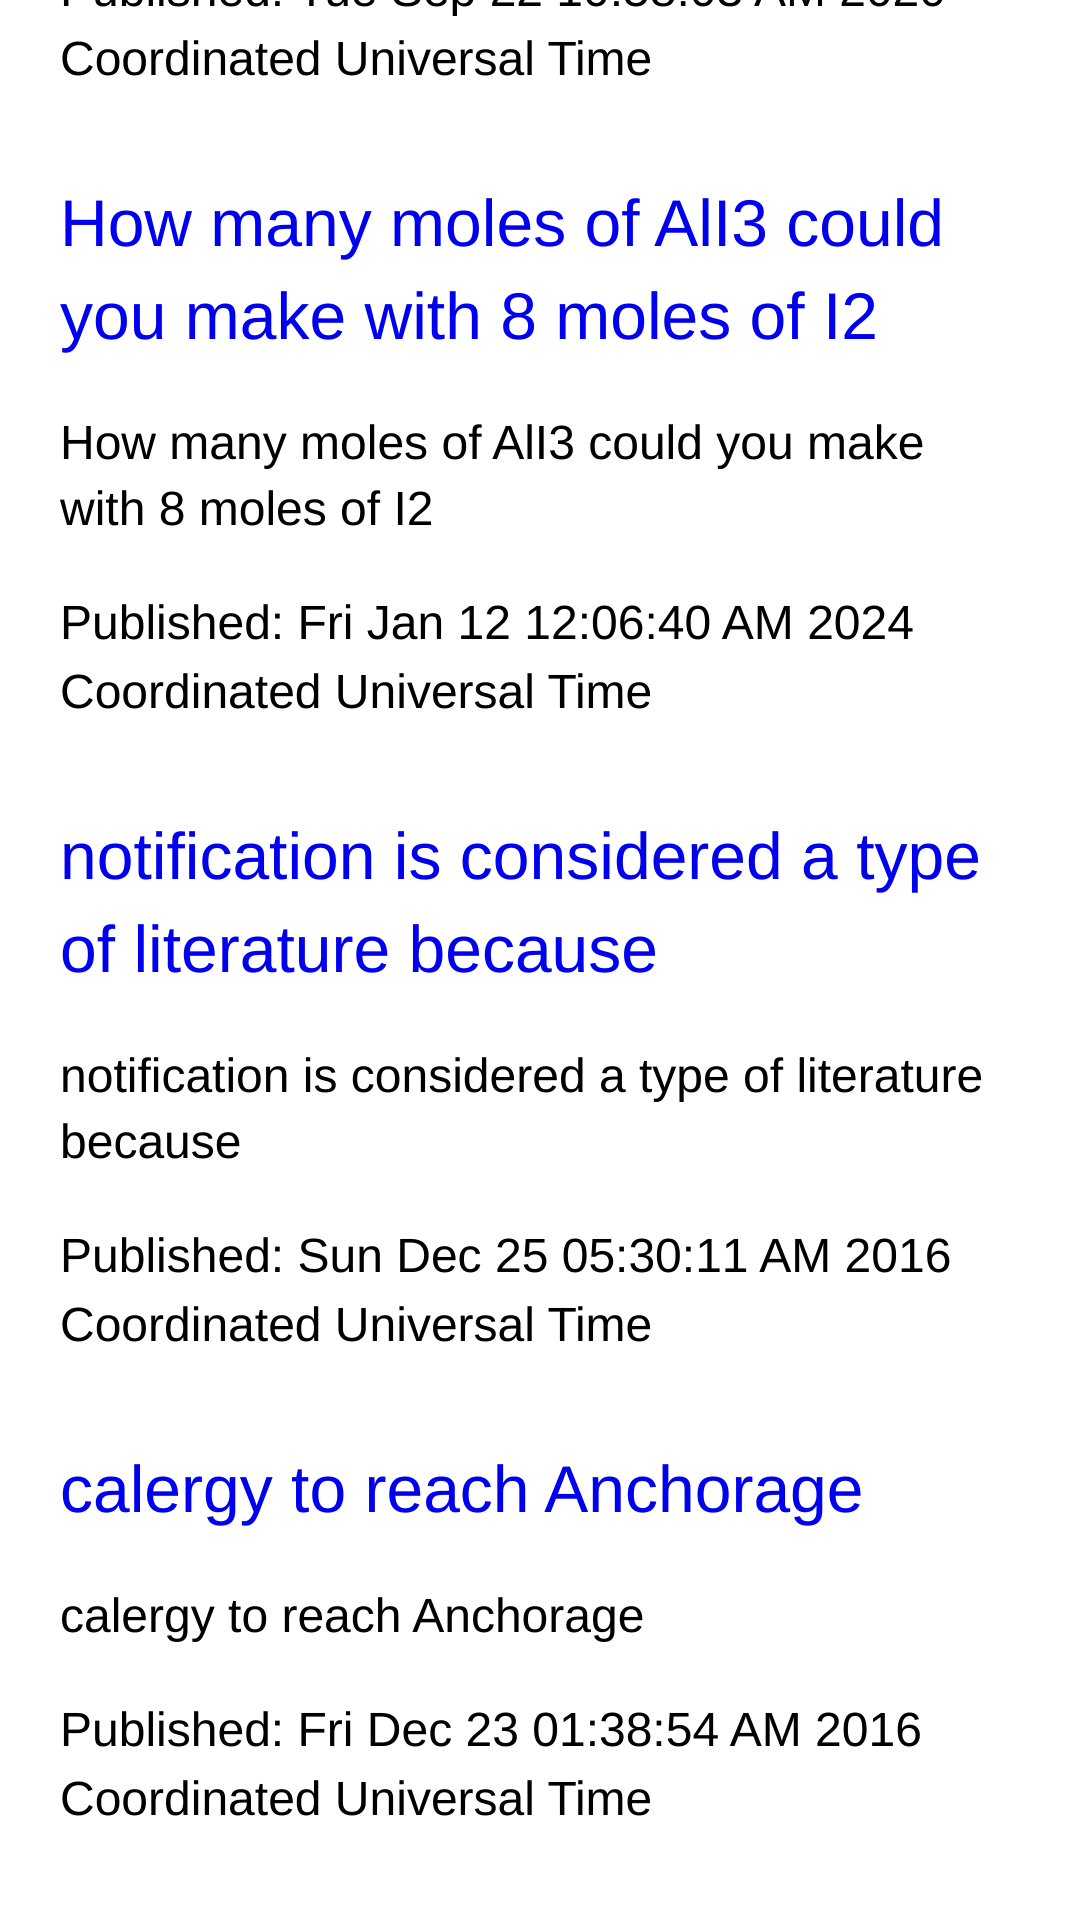 Coordinated Universal Time
How many moles of AlI3 could
you make with 8 moles of I2
How many moles of AlI3 could you make
with 8 moles of I2
Published: Fri Jan 12 12:06:40 AM 2024
Coordinated Universal Time
notification is considered a type
of literature because
notification is considered a type of literature
because
Published: Sun Dec 25 05:30:11 AM 2016
Coordinated Universal Time
calergy to reach Anchorage
calergy to reach Anchorage
Published: Fri Dec 23 01:38:54 AM 2016
Coordinated Universal Time